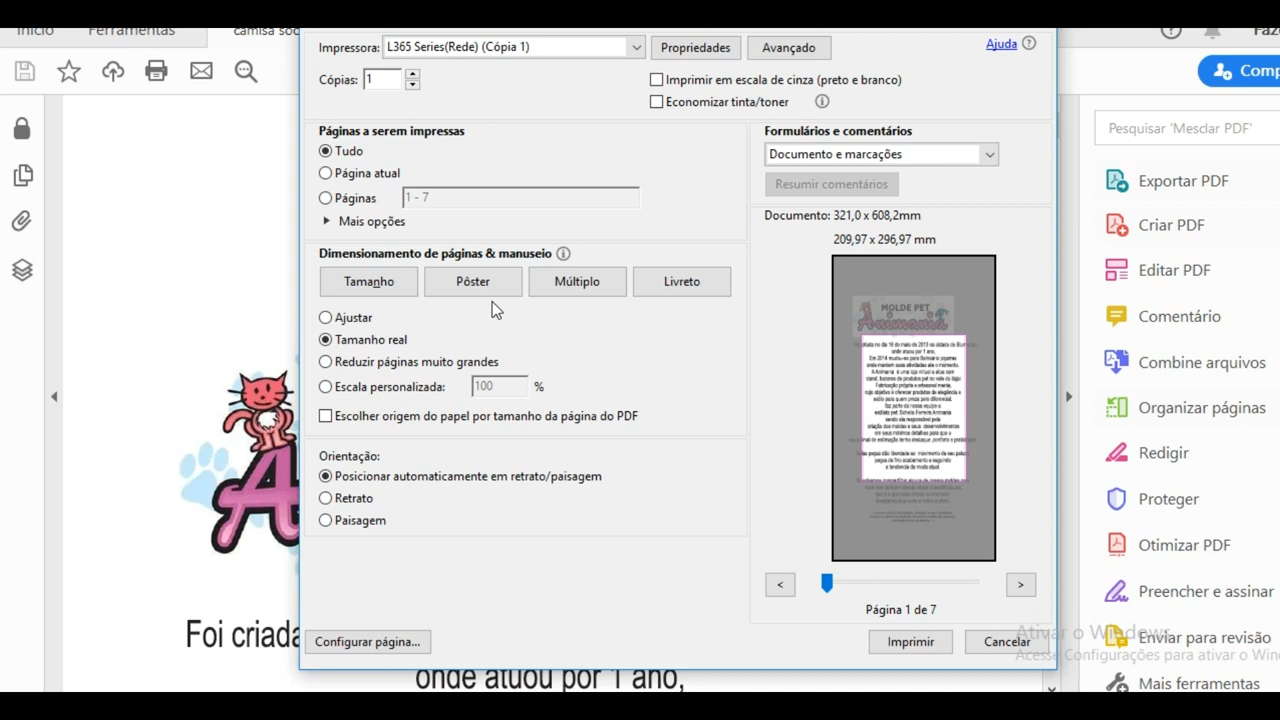 Início
Ferramentas
camisa soc
Faze
Impressora: L365 Series(Rede) (Cópia 1)
Propriedades
Avançado
Ajuda
Cópias: 1
Imprimir em escala de cinza (preto e branco)
Economizar tinta/toner
Comp
Páginas a serem impressas
Tudo
Página atual
Páginas 1 - 7
Mais opções
Formulários e comentários
Documento e marcações
Resumir comentários
Dimensionamento de páginas & manuseio
Tamanho
Pôster
Múltiplo
Livreto
Ajustar
Tamanho real
Reduzir páginas muito grandes
Escala personalizada: 100 %
Escolher origem do papel por tamanho da página do PDF
Orientação:
Posicionar automaticamente em retrato/paisagem
Retrato
Paisagem
Documento: 321,0 x 608,2mm
209,97 x 296,97 mm
MOLDE PET
Animania
<
>
Página 1 de 7
Configurar página...
Imprimir
Cancelar
Pesquisar 'Mesclar PDF'
Exportar PDF
Criar PDF
Editar PDF
Comentário
Combine arquivos
Organizar páginas
Redigir
Proteger
Otimizar PDF
Preencher e assinar
Enviar para revisão
Mais ferramentas
Ativar o Windows
Acesse Configurações para ativar o Win
A
Foi criada
onde atuou por 1 ano,